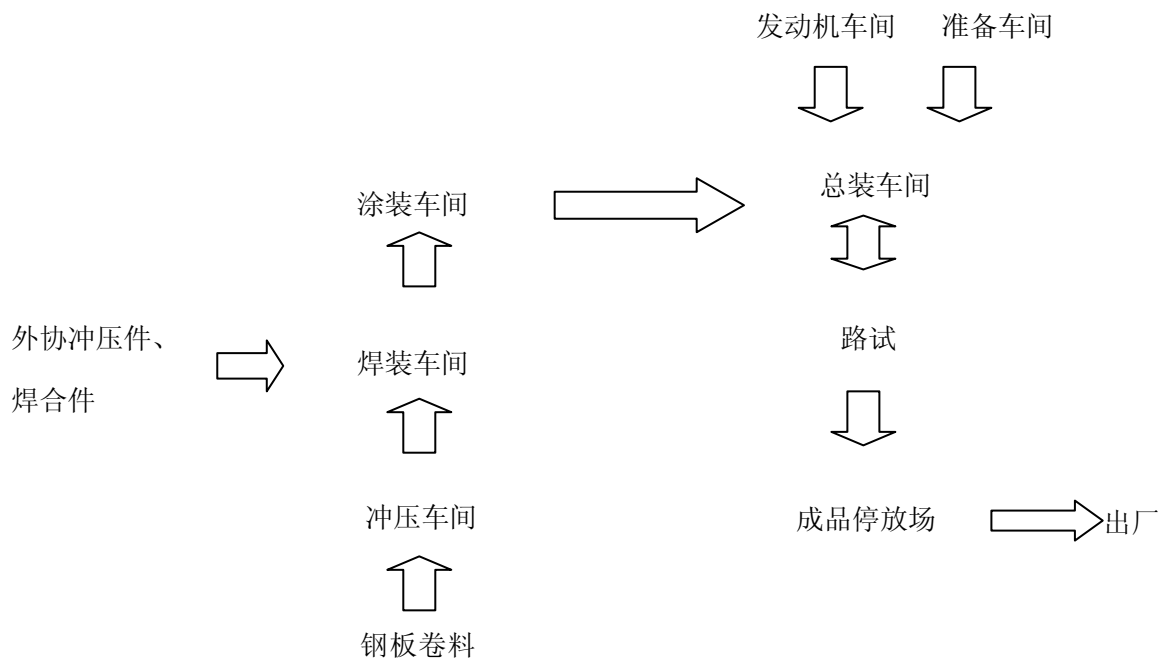 发动机车间 准备车间
涂装车间
总装车间
外协冲压件、
焊合件
焊装车间
路试
冲压车间
成品停放场
出厂
钢板卷料